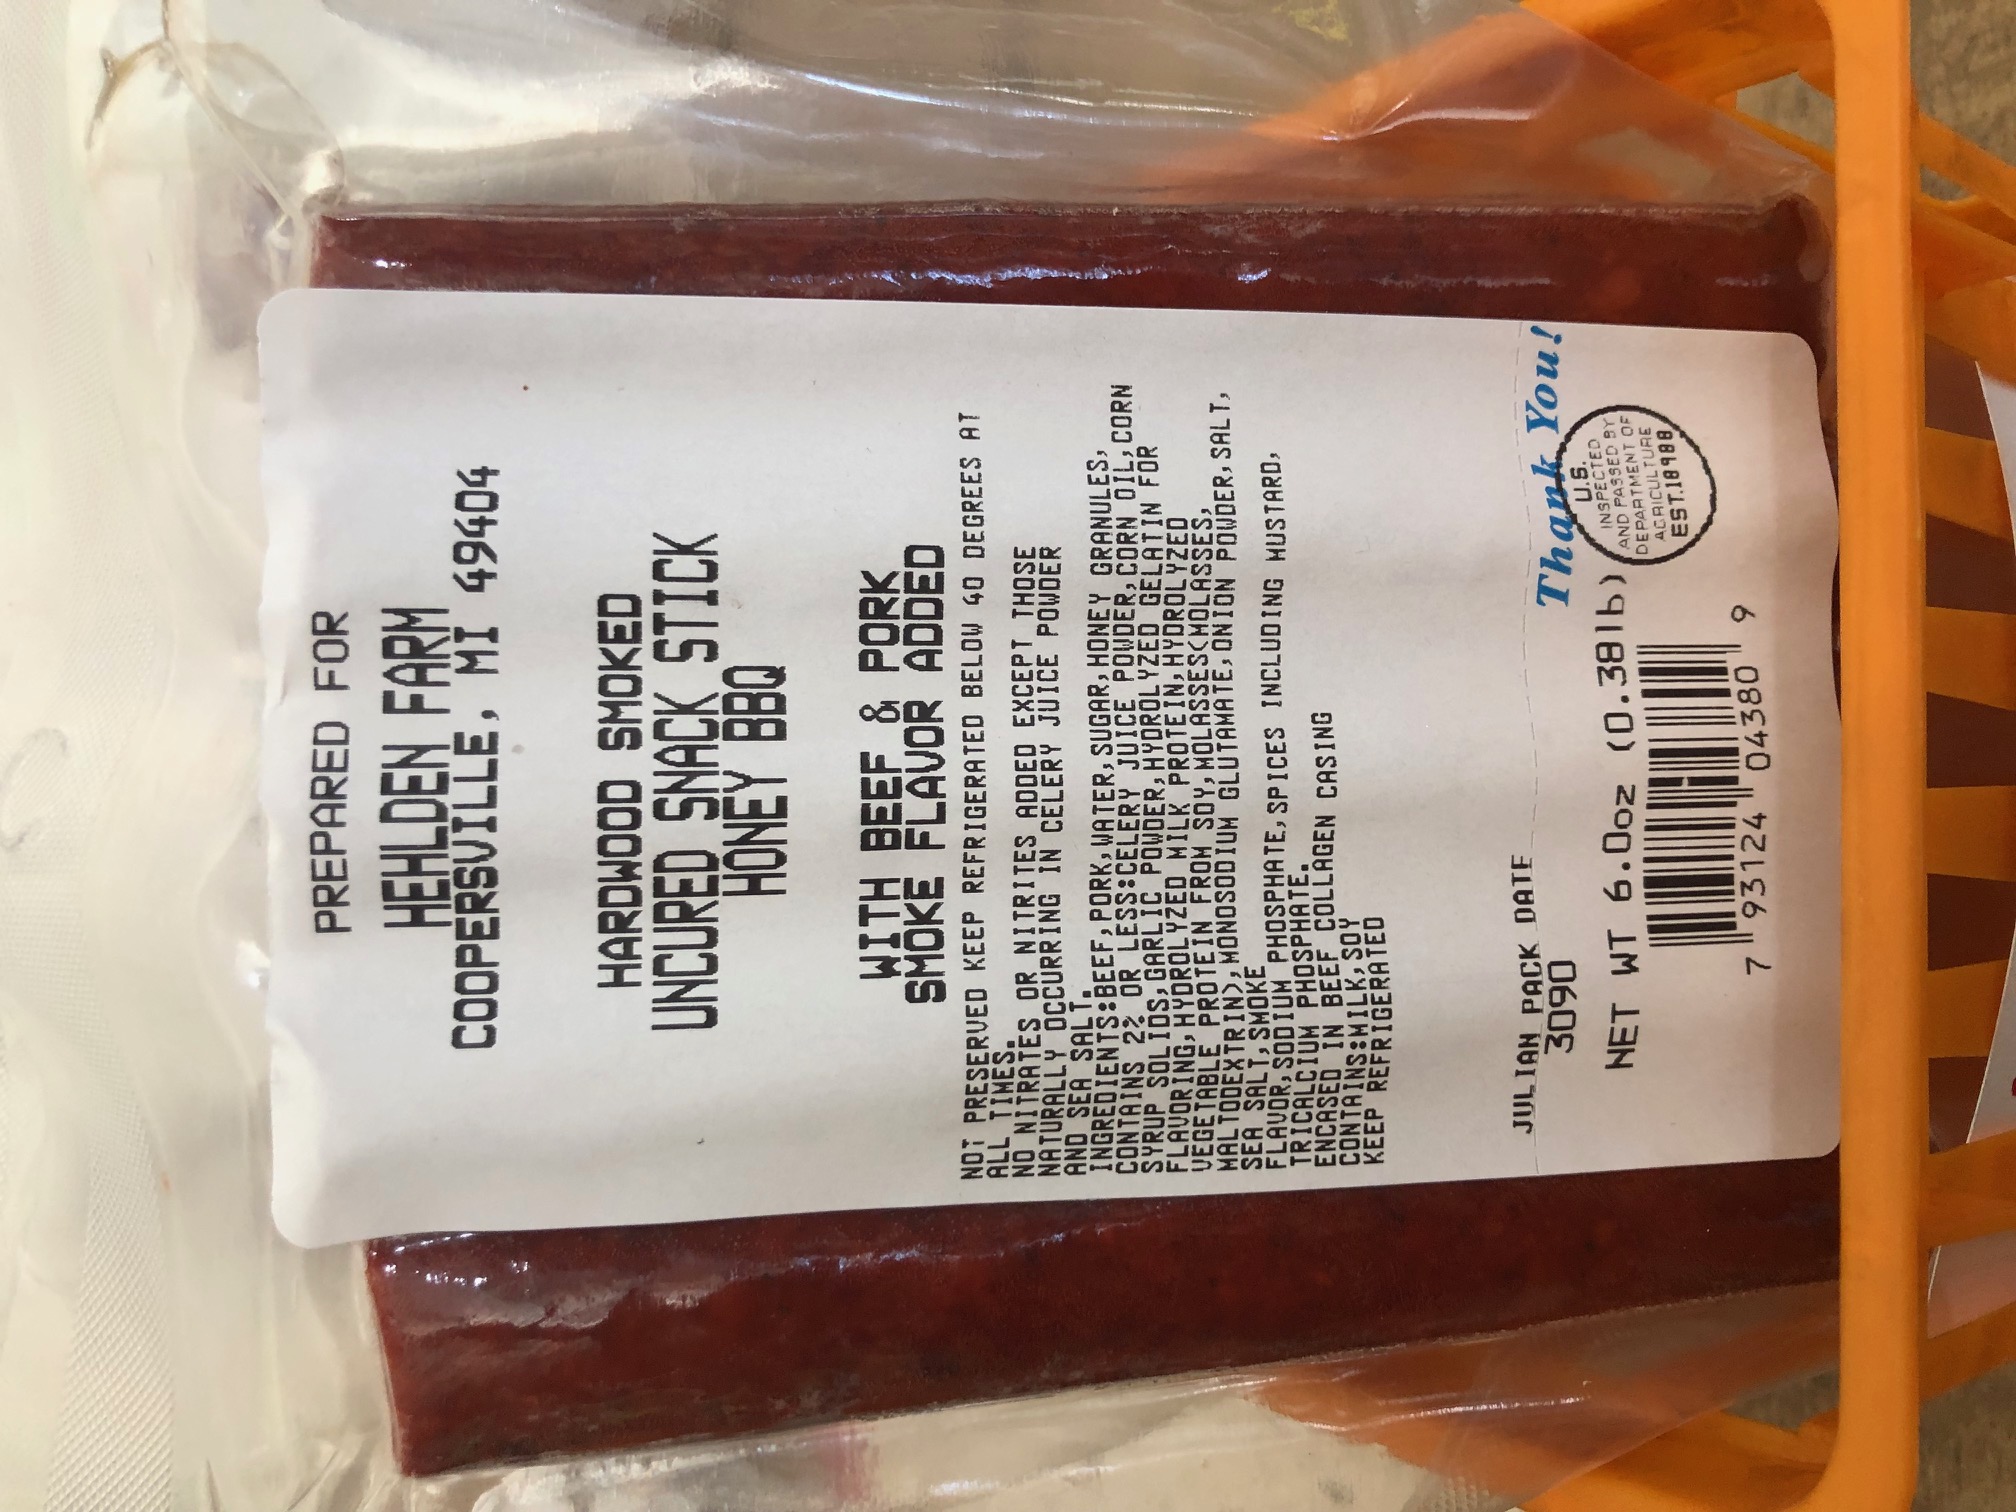 PREPARED FOR
HEHLDEN FARM
COOPERSVILLE, MI 49404
HARDWOOD SMOKED
UNCURED SNACK STICK
HONEY BBQ
WITH BEEF & PORK
SMOKE FLAVOR ADDED
NOT PRESERVED KEEP REFRIGERATED BELOW 40 DEGREES AT
ALL TIMES.
NO NITRATES OR NITRITES ADDED EXCEPT THOSE
NATURALLY OCCURRING IN CELERY JUICE POWDER
AND SEA SALT.
INGREDIENTS:BEEF,PORK,WATER,SUGAR,HONEY GRANULES,
CONTAINS 2% OR LESS:CELERY JUICE POWDER,CORN OIL,CORN
SYRUP SOLIDS,GARLIC POWDER,HYDROLYZED GELATIN FOR
FLAVORING,HYDROLYZED MILK PROTEIN,HYDROLYZED
VEGETABLE PROTEIN FROM SOY,MOLASSES(MOLASSES,
MALTODEXTRIN),MONOSODIUM GLUTAMATE,ONION POWDER,SALT,
SEA SALT,SMOKE
FLAVOR,SODIUM PHOSPHATE,SPICES INCLUDING MUSTARD,
TRICALCIUM PHOSPHATE.
ENCASED IN BEEF COLLAGEN CASING
CONTAINS:MILK,SOY
KEEP REFRIGERATED
JULIAN PACK DATE
3090
Thank You!
NET WT 6.0oz (0.38lb)
U.S.
INSPECTED
AND PASSED BY
DEPARTMENT OF
AGRICULTURE
EST.18988
7 93124 04380 9